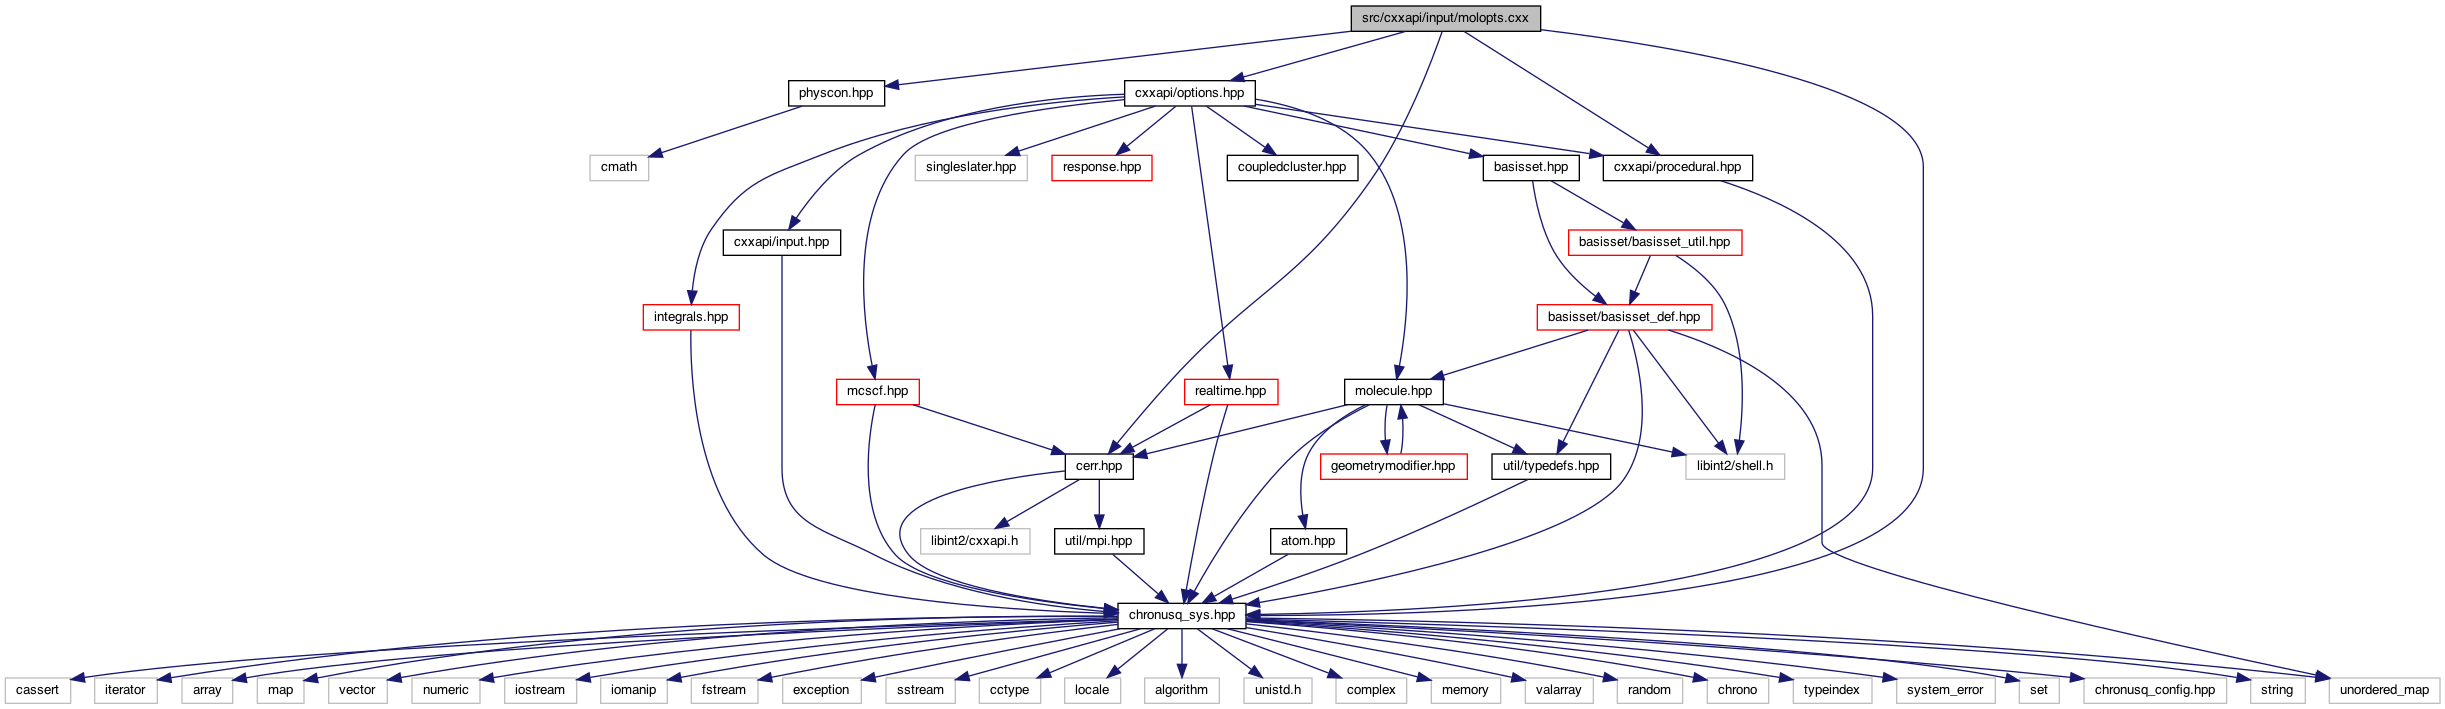 src/cxxapi/input/molopts.cxx
physcon.hpp
cxxapi/options.hpp
cmath
singleslater.hpp
response.hpp
coupledcluster.hpp
basisset.hpp
cxxapi/procedural.hpp
cxxapi/input.hpp
basisset/basisset_util.hpp
integrals.hpp
basisset/basisset_def.hpp
mcscf.hpp
realtime.hpp
molecule.hpp
cerr.hpp
geometrymodifier.hpp
util/typedefs.hpp
libint2/shell.h
libint2/cxxapi.h
util/mpi.hpp
atom.hpp
chronusq_sys.hpp
cassert
iterator
array
map
vector
numeric
iostream
iomanip
fstream
exception
sstream
cctype
locale
algorithm
unistd.h
complex
memory
valarray
random
chrono
typeindex
system_error
set
chronusq_config.hpp
string
unordered_map